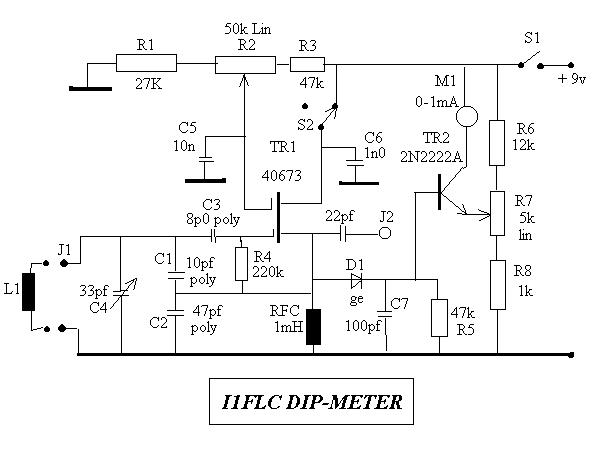 50k Lin
S1
R1
R2
R3
27K
47k
+ 9v
M1
0-1mA
S2
C5
10n
TR1
C6
1n0
TR2
2N2222A
R6
12k
40673
C3
8p0 poly
22pf
J2
R7
5k
lin
J1
C1
10pf
poly
R4
220k
D1
ge
R8
1k
L1
33pf
C4
C2
47pf
poly
RFC
1mH
C7
100pf
47k
R5
I1FLC DIP-METER